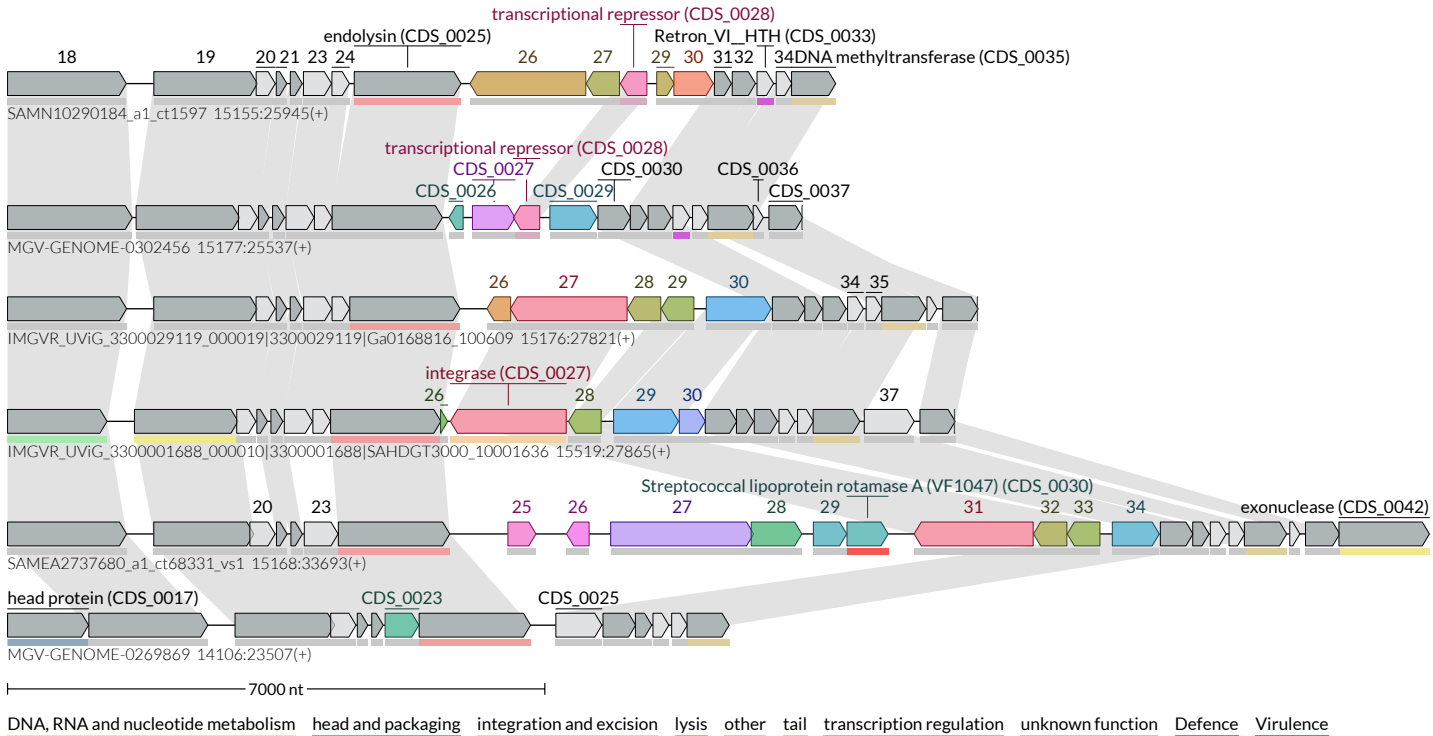 transcriptional repressor (CDS_0028)
endolysin (CDS_0025) Retron_VI__HTH (CDS_0033)
18 19 20 21 23 24 26 27 29 30 31 32 34 DNA methyltransferase (CDS_0035)
SAMN10290184_a1_ct1597 15155:25945(+)
transcriptional repressor (CDS_0028)
CDS_0027 CDS_0030 CDS_0036
CDS_0026 CDS_0029 CDS_0037
MGV-GENOME-0302456 15177:25537(+)
26 27 28 29 30 34 35
IMGVR_UViG_3300029119_000019|3300029119|Ga0168816_100609 15176:27821(+)
integrase (CDS_0027)
26 28 29 30 37
IMGVR_UViG_3300001688_000010|3300001688|SAHDGT3000_10001636 15519:27865(+)
Streptococcal lipoprotein rotamase A (VF1047) (CDS_0030)
20 23 25 26 27 28 29 31 32 33 34 exonuclease (CDS_0042)
SAMEA2737680_a1_ct68331_vs1 15168:33693(+)
head protein (CDS_0017) CDS_0023 CDS_0025
MGV-GENOME-0269869 14106:23507(+)
7000 nt
DNA, RNA and nucleotide metabolism head and packaging integration and excision lysis other tail transcription regulation unknown function Defence Virulence